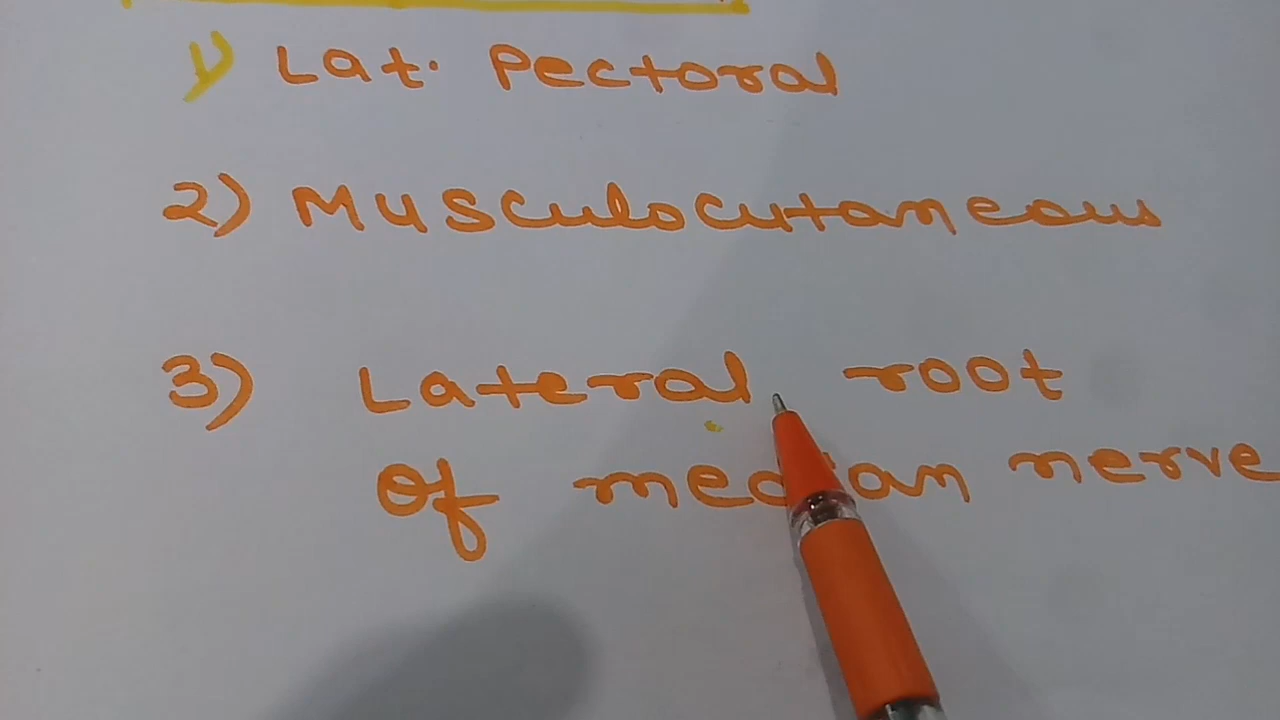 1) Lat. Pectoral
2) Musculocutaneous
3) Lateral root
of median nerve